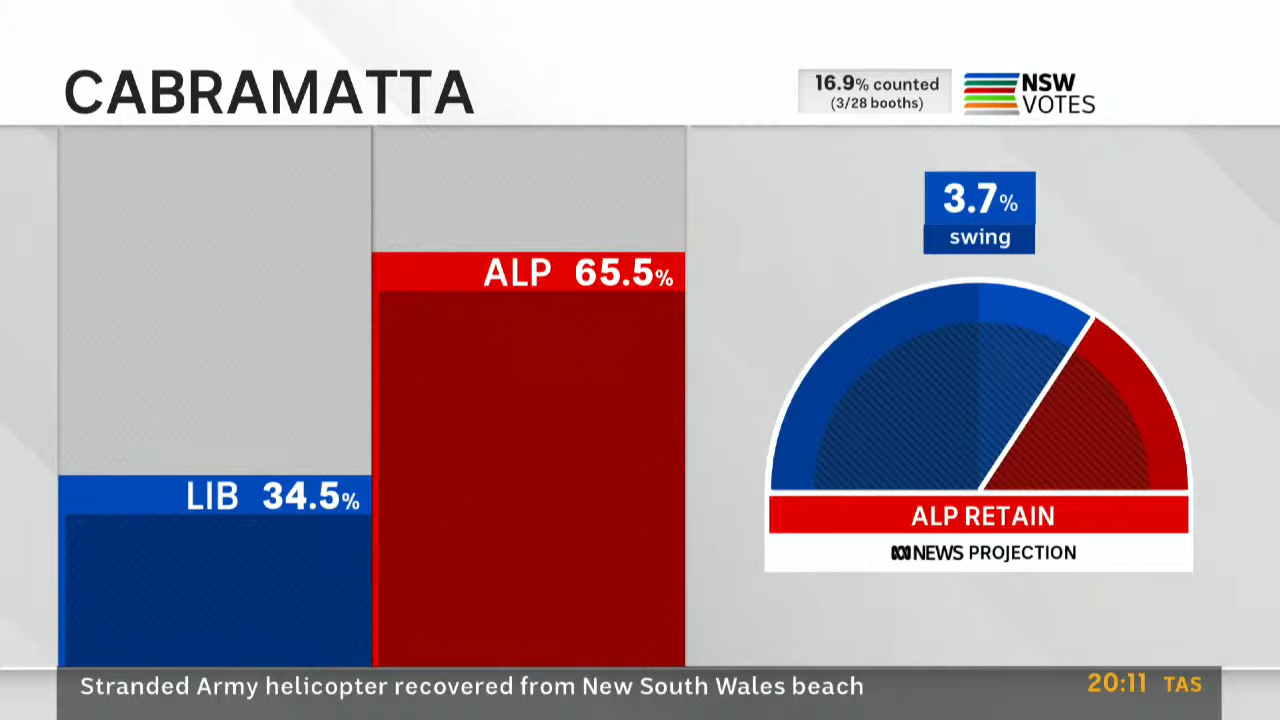 CABRAMATTA
16.9% counted
(3/28 booths)
NSW
VOTES
3.7%
swing
ALP 65.5%
LIB 34.5%
ALP RETAIN
ABC NEWS PROJECTION
Stranded Army helicopter recovered from New South Wales beach
20:11 TAS